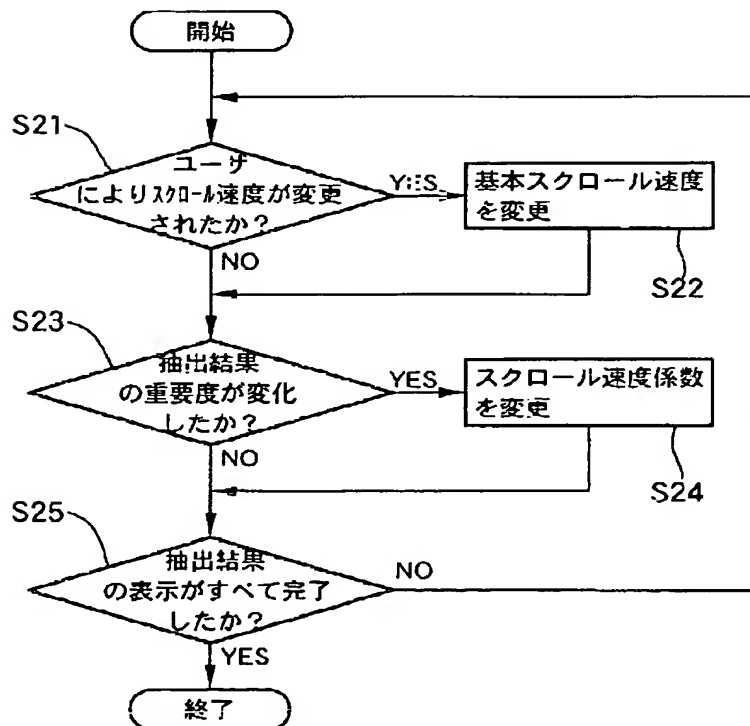 開始
S21
ユーザ
によりスクロール速度が変更
されたか?
YES
基本スクロール速度
を変更
S22
NO
S23
抽出結果
の重要度が変化
したか?
YES
スクロール速度係数
を変更
S24
NO
S25
抽出結果
の表示がすべて完了
したか?
NO
YES
終了